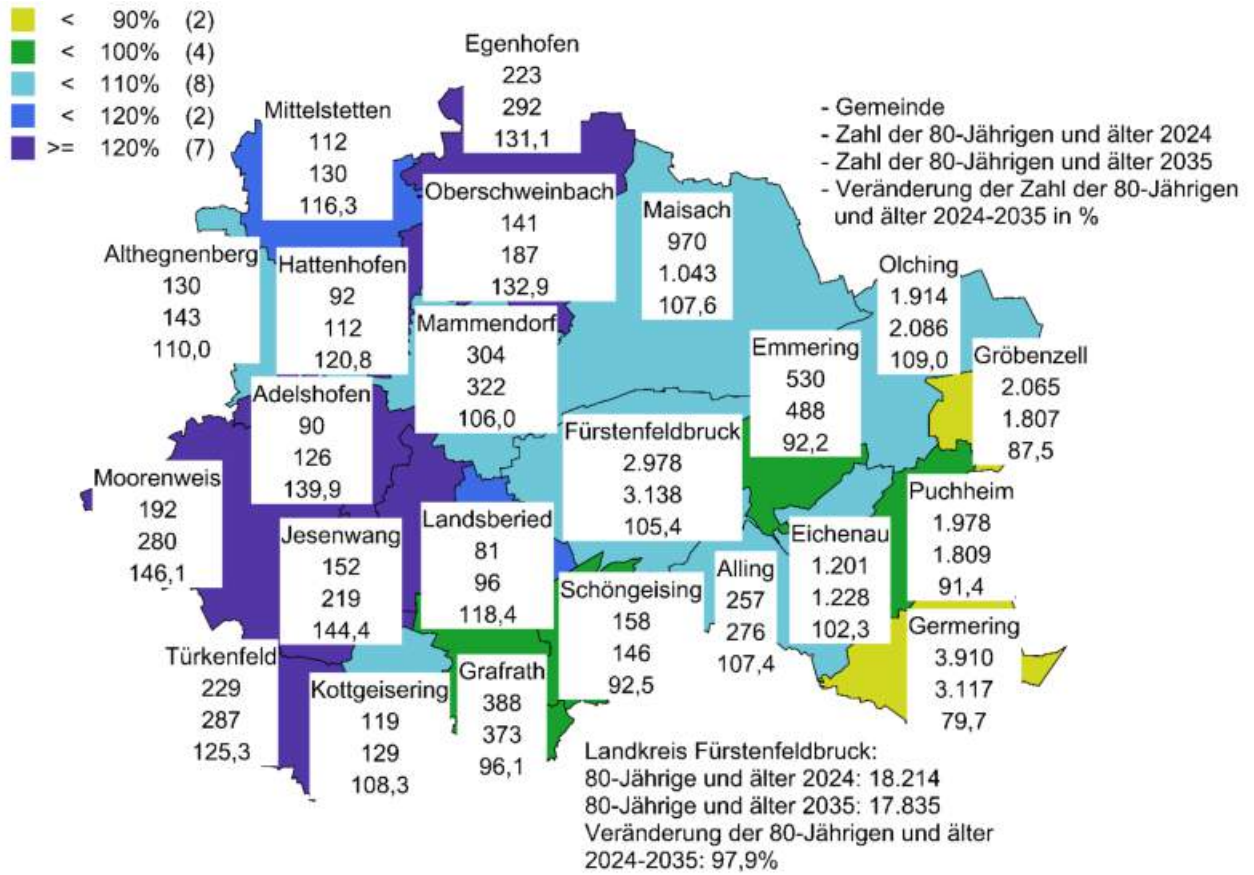 < 90% (2)
< 100% (4)
< 110% (8)
< 120% (2)
>= 120% (7)
- Gemeinde
- Zahl der 80-Jährigen und älter 2024
- Zahl der 80-Jährigen und älter 2035
- Veränderung der Zahl der 80-Jährigen
und älter 2024-2035 in %
Egenhofen
223
292
131,1
Mittelstetten
112
130
116,3
Oberschweinbach
141
187
132,9
Maisach
970
1.043
107,6
Althegnenberg
130
143
110,0
Hattenhofen
92
112
120,8
Olching
1.914
2.086
109,0
Mammendorf
304
322
106,0
Emmering
530
488
92,2
Gröbenzell
2.065
1.807
87,5
Adelshofen
90
126
139,9
Fürstenfeldbruck
2.978
3.138
105,4
Moorenweis
192
280
146,1
Puchheim
1.978
1.809
91,4
Jesenwang
152
219
144,4
Landsberied
81
96
118,4
Eichenau
1.201
1.228
102,3
Alling
257
276
107,4
Schöngeising
158
146
92,5
Germering
3.910
3.117
79,7
Türkenfeld
229
287
125,3
Kottgeisering
119
129
108,3
Grafrath
388
373
96,1
Landkreis Fürstenfeldbruck:
80-Jährige und älter 2024: 18.214
80-Jährige und älter 2035: 17.835
Veränderung der 80-Jährigen und älter
2024-2035: 97,9%